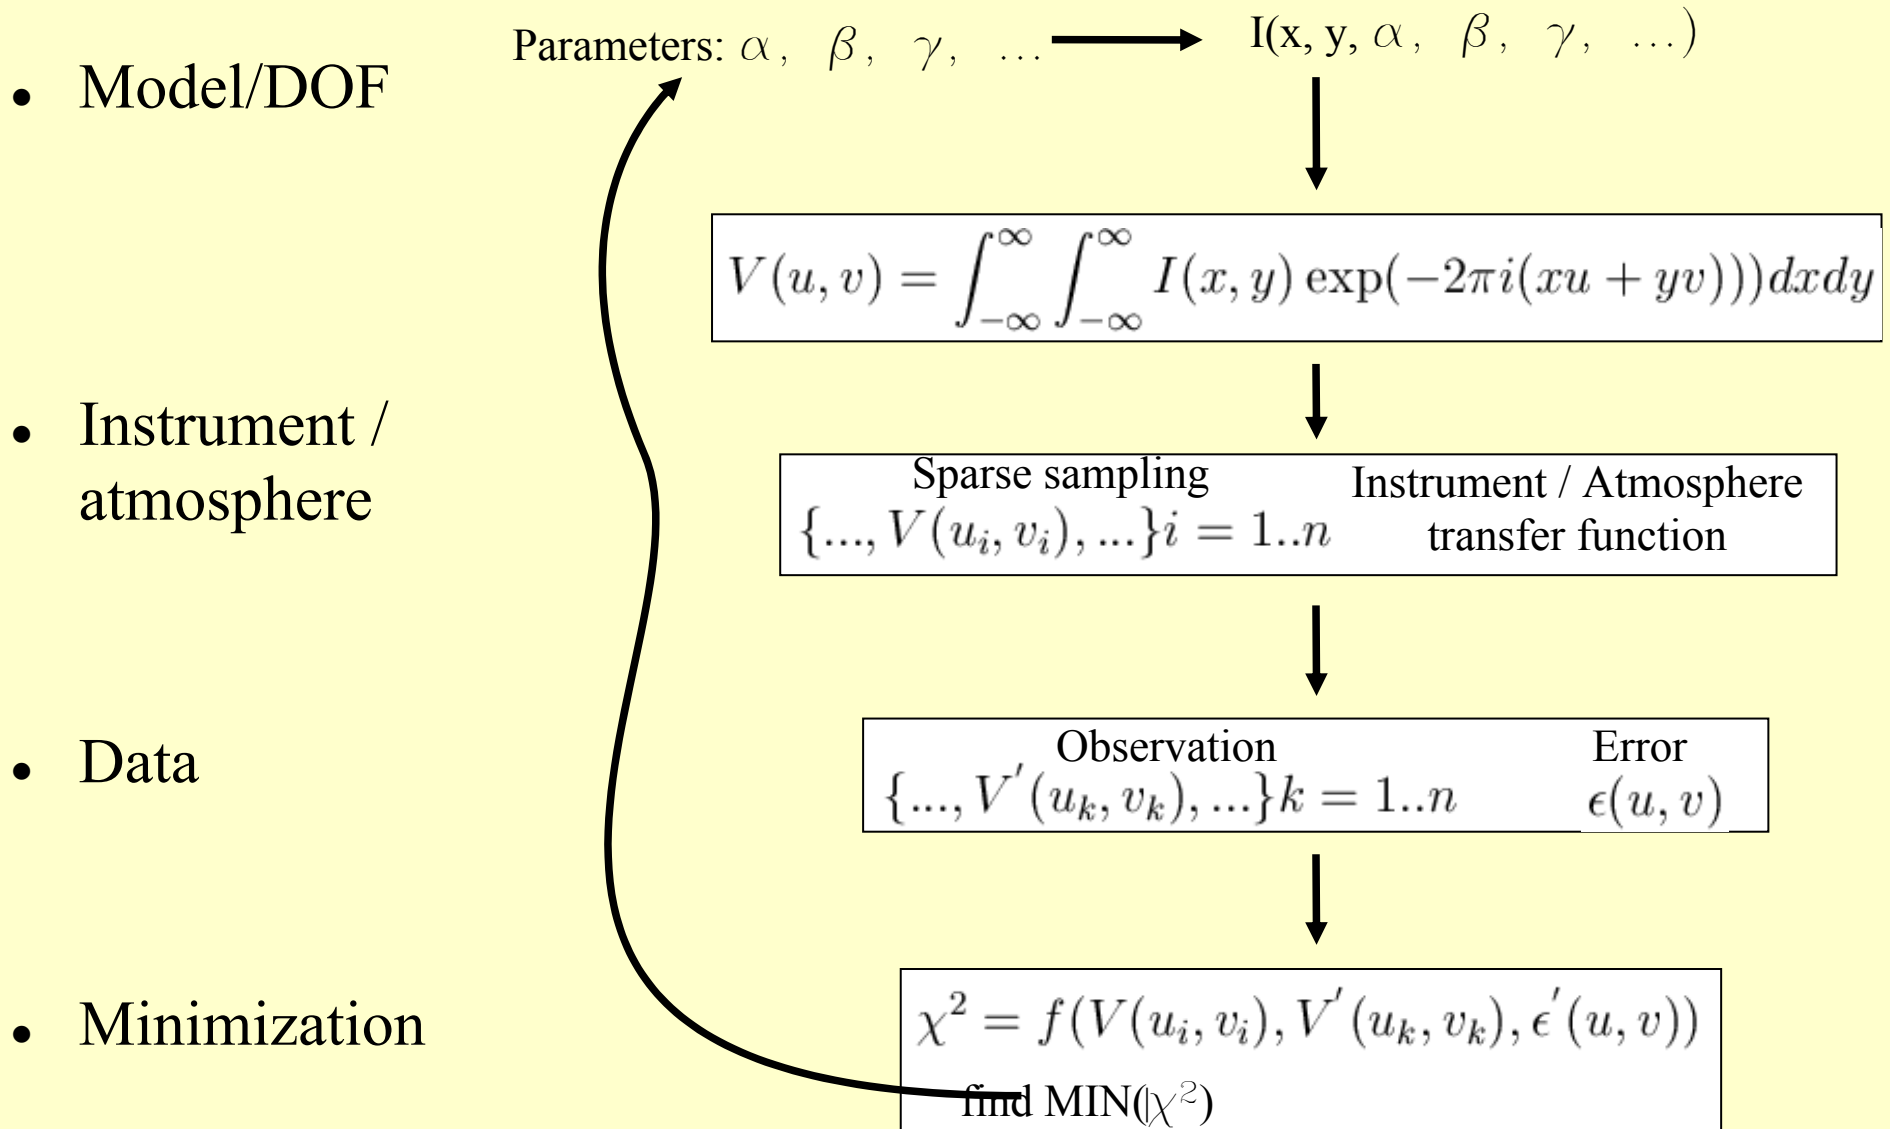 Parameters: α, β, γ, ...
I(x, y, α, β, γ, ...)
• Model/DOF
V(u, v) = ∫_{-∞}^{∞} ∫_{-∞}^{∞} I(x, y) exp(−2πi(xu + yv)))dxdy
• Instrument /
atmosphere
Sparse sampling
{..., V(u_i, v_i), ...}i = 1..n
Instrument / Atmosphere
transfer function
• Data
Observation
{..., V′(u_k, v_k), ...}k = 1..n
Error
ϵ(u, v)
• Minimization
χ² = f(V(u_i, v_i), V′(u_k, v_k), ϵ′(u, v))
find MIN(|χ²)